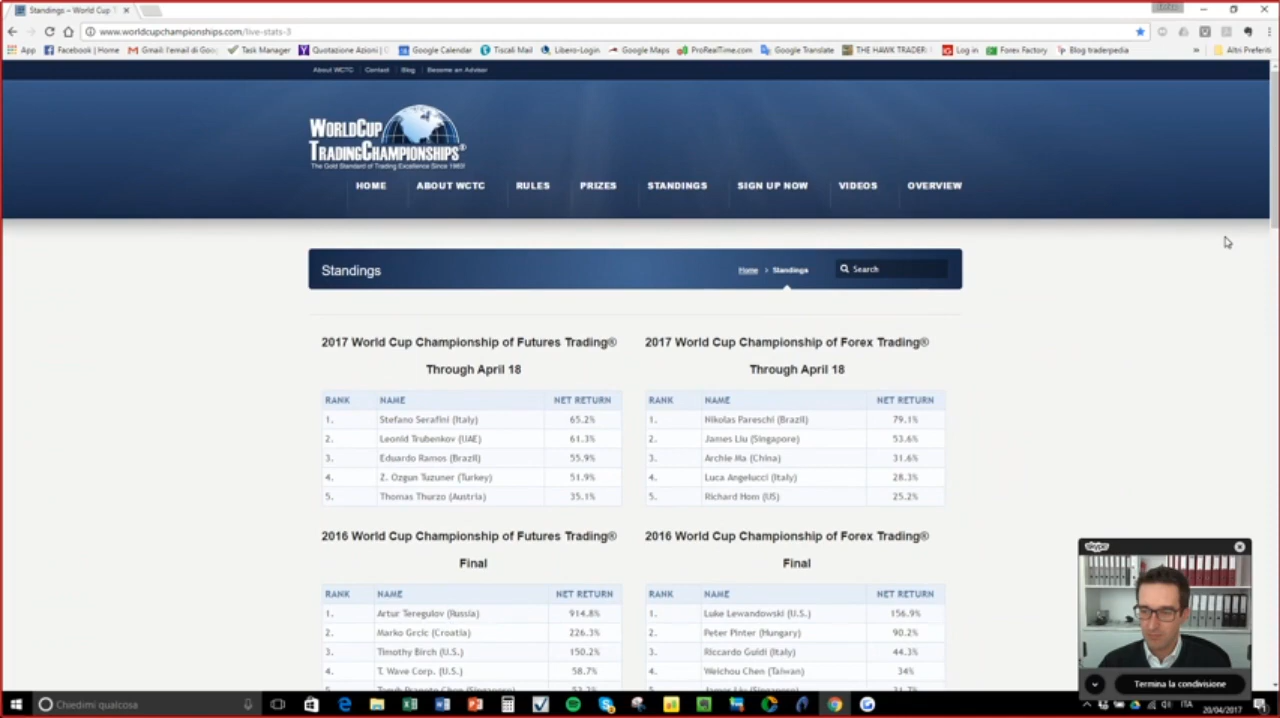 Standings - World Cup T
www.worldcupchampionships.com/live-stats-3
App
Facebook | Home
Gmail: l'email di Goo
Task Manager
Quotazione Azioni |
Google Calendar
Tiscali Mail
Libero-Login
Google Maps
ProRealTime.com
Google Translate
THE HAWK TRADER:
Log in
Forex Factory
Blog traderpedia
»
Altri Preferiti
About WCTC
Contact
Blog
Become an Advisor
WORLDCUP
TRADINGCHAMPIONSHIPS®
The Gold Standard of Trading Excellence Since 1983!
HOME
ABOUT WCTC
RULES
PRIZES
STANDINGS
SIGN UP NOW
VIDEOS
OVERVIEW
Standings
Home > Standings
Search
2017 World Cup Championship of Futures Trading®
Through April 18
RANK NAME NET RETURN
1. Stefano Serafini (Italy) 65.2%
2. Leonid Trubenkov (UAE) 61.3%
3. Eduardo Ramos (Brazil) 55.9%
4. Z. Ozgun Tuzuner (Turkey) 51.9%
5. Thomas Thurzo (Austria) 35.1%
2017 World Cup Championship of Forex Trading®
Through April 18
RANK NAME NET RETURN
1. Nikolas Pareschi (Brazil) 79.1%
2. James Liu (Singapore) 53.6%
3. Archie Ma (China) 31.6%
4. Luca Angelucci (Italy) 28.3%
5. Richard Hom (US) 25.2%
2016 World Cup Championship of Futures Trading®
Final
RANK NAME NET RETURN
1. Artur Teregulov (Russia) 914.8%
2. Marko Grcic (Croatia) 226.3%
3. Timothy Birch (U.S.) 150.2%
4. T. Wave Corp. (U.S.) 58.7%
2016 World Cup Championship of Forex Trading®
Final
RANK NAME NET RETURN
1. Luke Lewandowski (U.S.) 156.9%
2. Peter Pinter (Hungary) 90.2%
3. Riccardo Guidi (Italy) 44.3%
4. Weichou Chen (Taiwan) 34%
skype
Termina la condivisione
Chiedimi qualcosa
ITA
20/04/2017